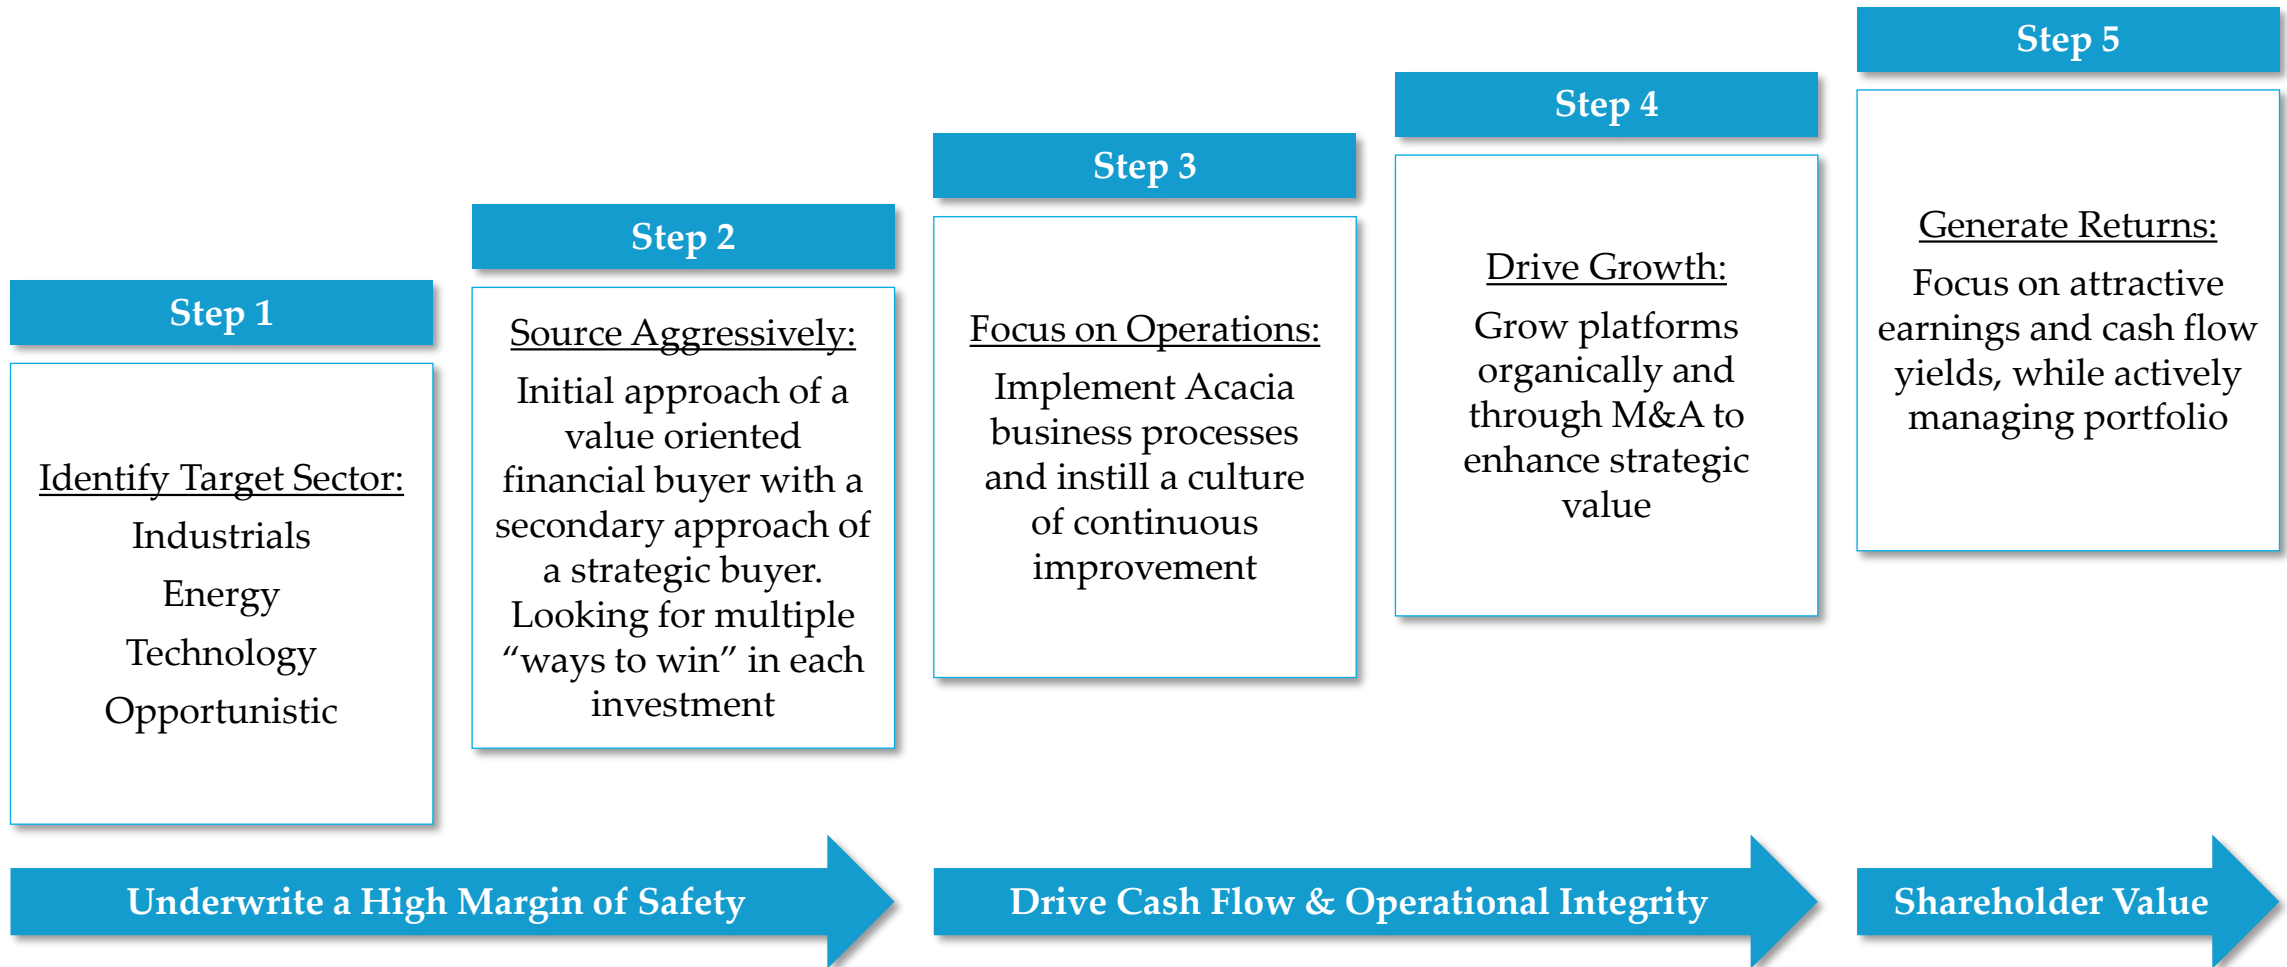 Step 1
Identify Target Sector:
Industrials
Energy
Technology
Opportunistic
Step 2
Source Aggressively:
Initial approach of a
value oriented
financial buyer with a
secondary approach of
a strategic buyer.
Looking for multiple
“ways to win” in each
investment
Step 3
Focus on Operations:
Implement Acacia
business processes
and instill a culture
of continuous
improvement
Step 4
Drive Growth:
Grow platforms
organically and
through M&A to
enhance strategic
value
Step 5
Generate Returns:
Focus on attractive
earnings and cash flow
yields, while actively
managing portfolio
Underwrite a High Margin of Safety
Drive Cash Flow & Operational Integrity
Shareholder Value